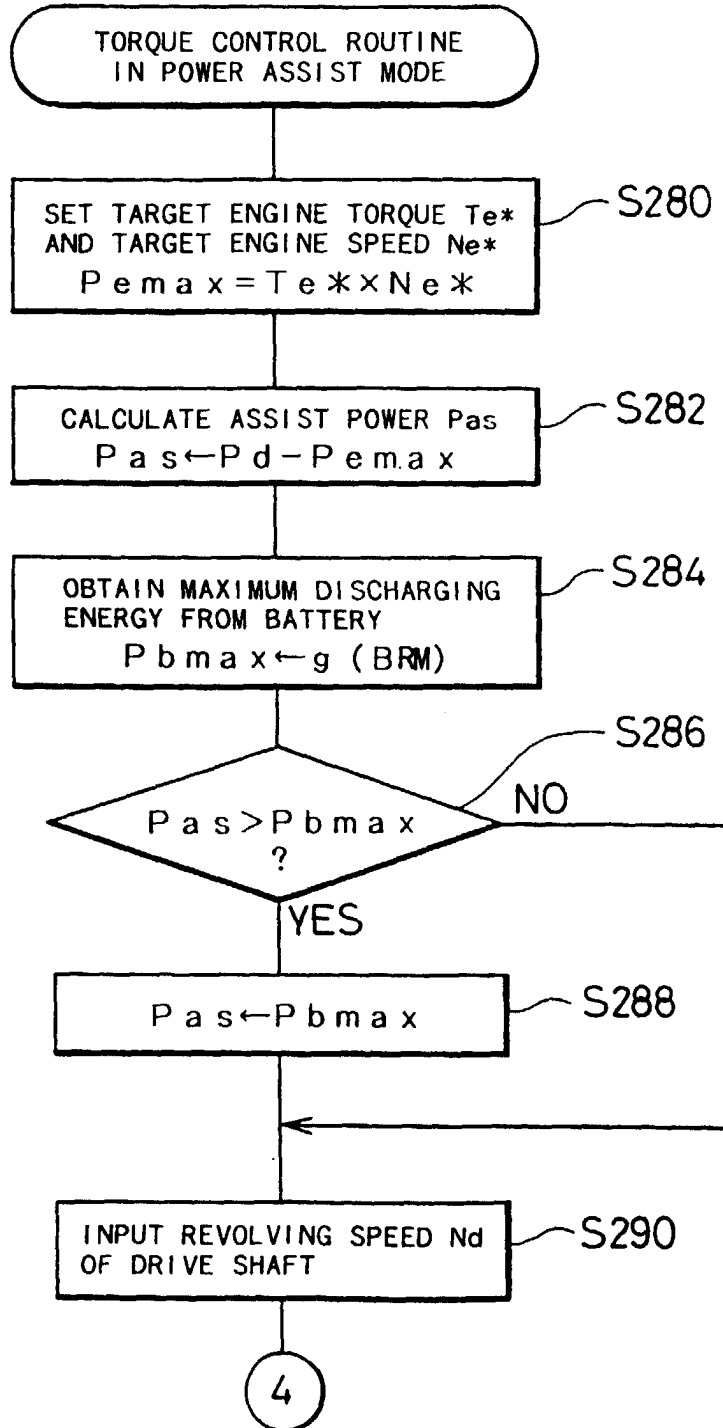 TORQUE CONTROL ROUTINE
IN POWER ASSIST MODE
SET TARGET ENGINE TORQUE Te*
AND TARGET ENGINE SPEED Ne*
Pemax=Te*×Ne*
S280
CALCULATE ASSIST POWER Pas
Pas←Pd-Pemax
S282
OBTAIN MAXIMUM DISCHARGING
ENERGY FROM BATTERY
Pbmax←g (BRM)
S284
Pas>Pbmax
?
S286
NO
YES
Pas←Pbmax
S288
INPUT REVOLVING SPEED Nd
OF DRIVE SHAFT
S290
4